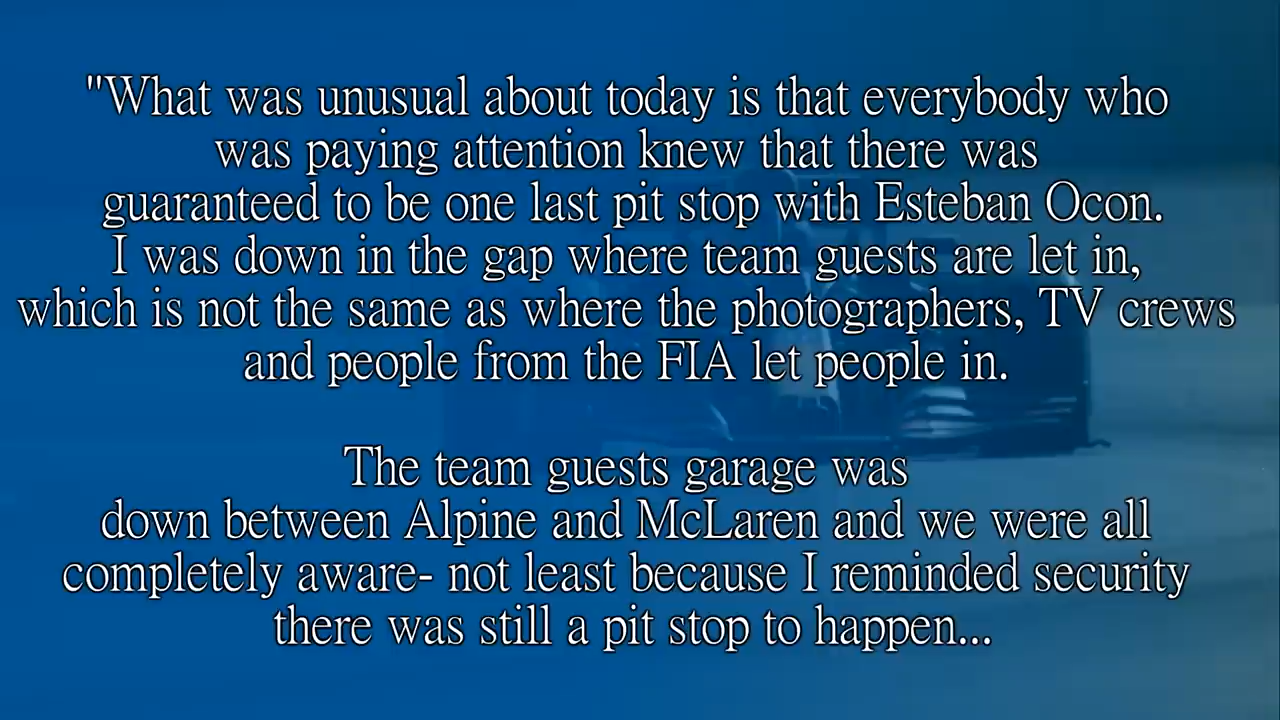 "What was unusual about today is that everybody who
was paying attention knew that there was
guaranteed to be one last pit stop with Esteban Ocon.
I was down in the gap where team guests are let in,
which is not the same as where the photographers, TV crews
and people from the FIA let people in.
The team guests garage was
down between Alpine and McLaren and we were all
completely aware- not least because I reminded security
there was still a pit stop to happen...